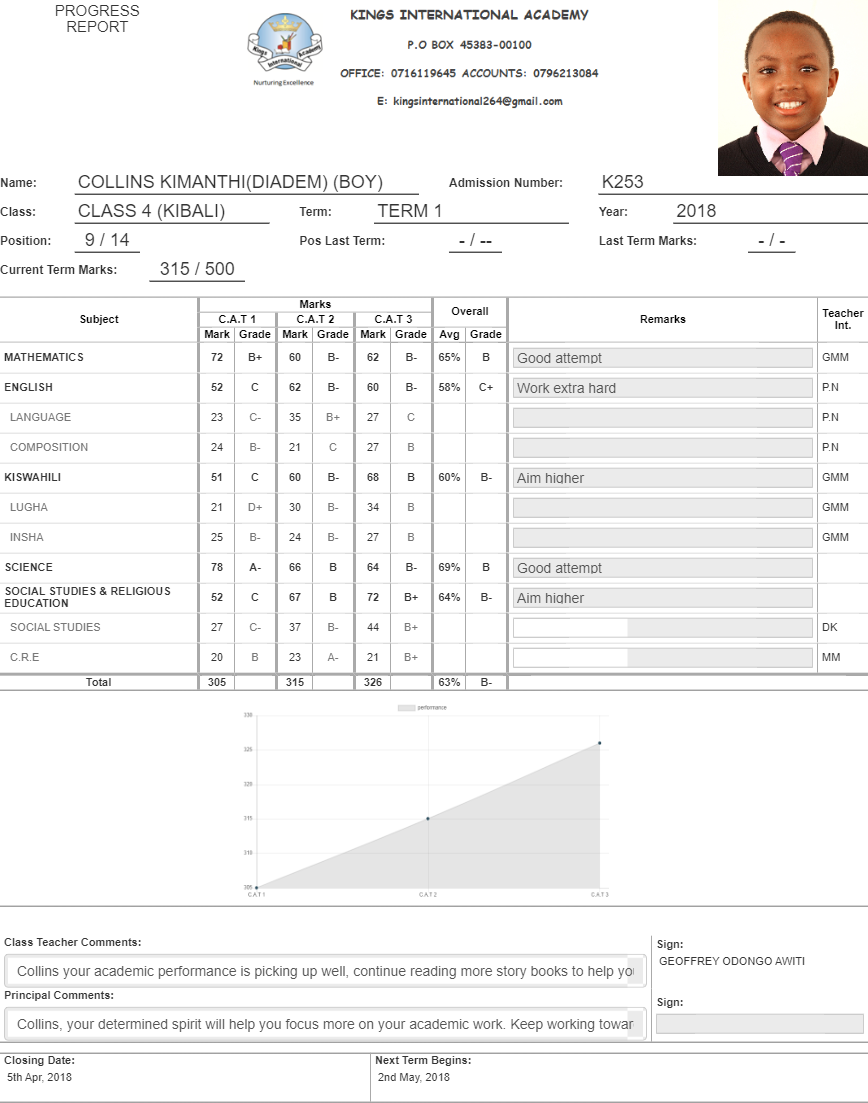 PROGRESS
REPORT
KINGS INTERNATIONAL ACADEMY
P.O BOX 45383-00100
OFFICE: 0716119645 ACCOUNTS: 0796213084
E: kingsinternational264@gmail.com
Kings International Academy
Nurturing Excellence
Name: COLLINS KIMANTHI(DIADEM) (BOY) Admission Number: K253
Class: CLASS 4 (KIBALI) Term: TERM 1 Year: 2018
Position: 9 / 14 Pos Last Term: - / -- Last Term Marks: - / -
Current Term Marks: 315 / 500
Subject Marks Overall Remarks Teacher Int.
C.A.T 1 C.A.T 2 C.A.T 3
Mark Grade Mark Grade Mark Grade Avg Grade
MATHEMATICS 72 B+ 60 B- 62 B- 65% B Good attempt GMM
ENGLISH 52 C 62 B- 60 B- 58% C+ Work extra hard P.N
LANGUAGE 23 C- 35 B+ 27 C P.N
COMPOSITION 24 B- 21 C 27 B P.N
KISWAHILI 51 C 60 B- 68 B 60% B- Aim higher GMM
LUGHA 21 D+ 30 B- 34 B GMM
INSHA 25 B- 24 B- 27 B GMM
SCIENCE 78 A- 66 B 64 B- 69% B Good attempt
SOCIAL STUDIES & RELIGIOUS
EDUCATION 52 C 67 B 72 B+ 64% B- Aim higher
SOCIAL STUDIES 27 C- 37 B- 44 B+ DK
C.R.E 20 B 23 A- 21 B+ MM
Total 305 315 326 63% B-
performance
330
325
320
315
310
305
C.A.T 1 C.A.T 2 C.A.T 3
Class Teacher Comments:
Collins your academic performance is picking up well, continue reading more story books to help you
Sign:
GEOFFREY ODONGO AWITI
Principal Comments:
Collins, your determined spirit will help you focus more on your academic work. Keep working towar
Sign:
Closing Date:
5th Apr, 2018
Next Term Begins:
2nd May, 2018